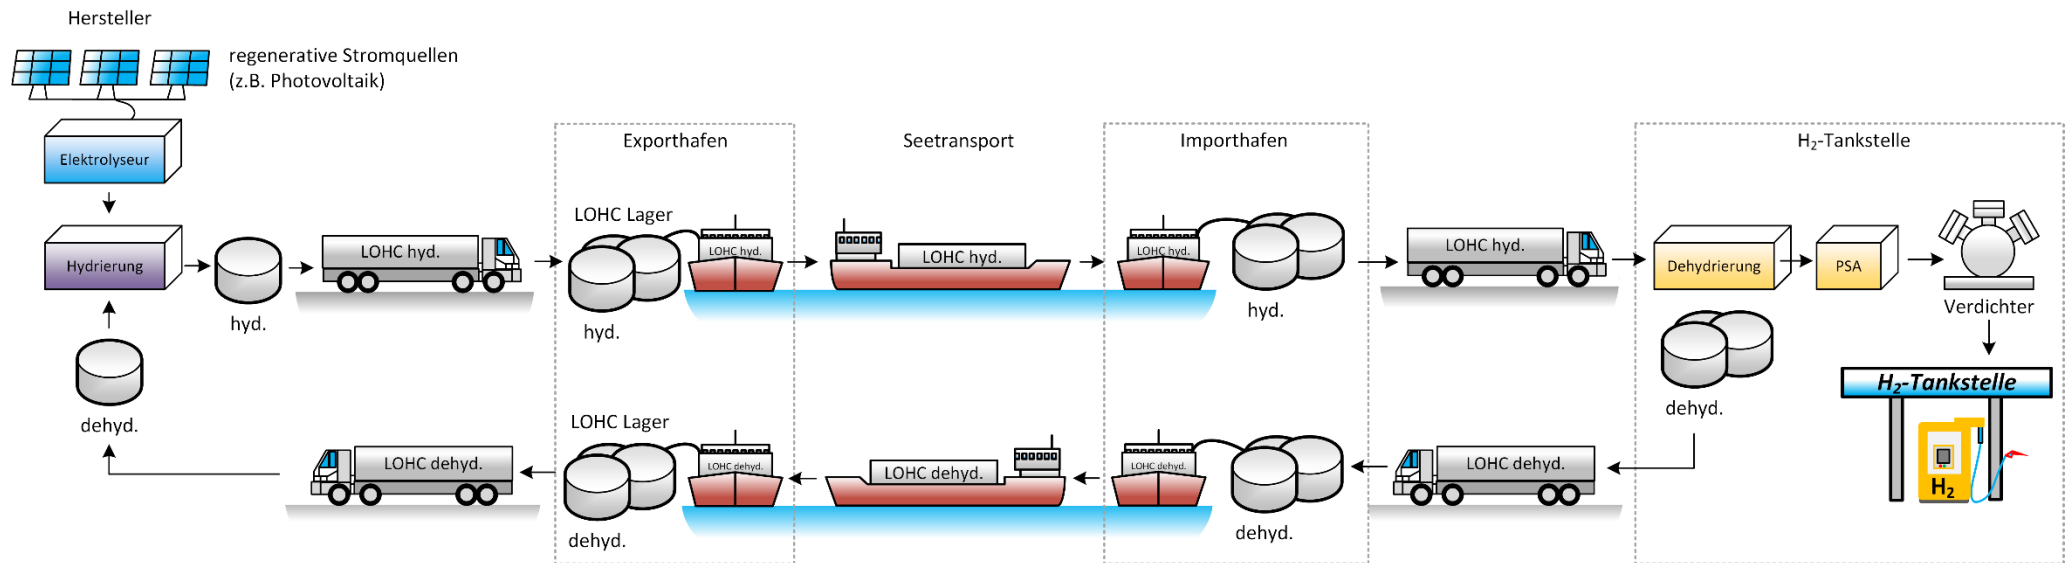 Hersteller
regenerative Stromquellen
(z.B. Photovoltaik)
Elektrolyseur
Exporthafen
Seetransport
Importhafen
H₂-Tankstelle
LOHC Lager
Hydrierung
LOHC hyd.
LOHC hyd.
LOHC hyd.
LOHC hyd.
LOHC hyd.
Dehydrierung
PSA
hyd.
hyd.
hyd.
Verdichter
H₂-Tankstelle
dehyd.
dehyd.
LOHC Lager
LOHC dehyd.
LOHC dehyd.
LOHC dehyd.
LOHC dehyd.
LOHC dehyd.
H₂
dehyd.
dehyd.